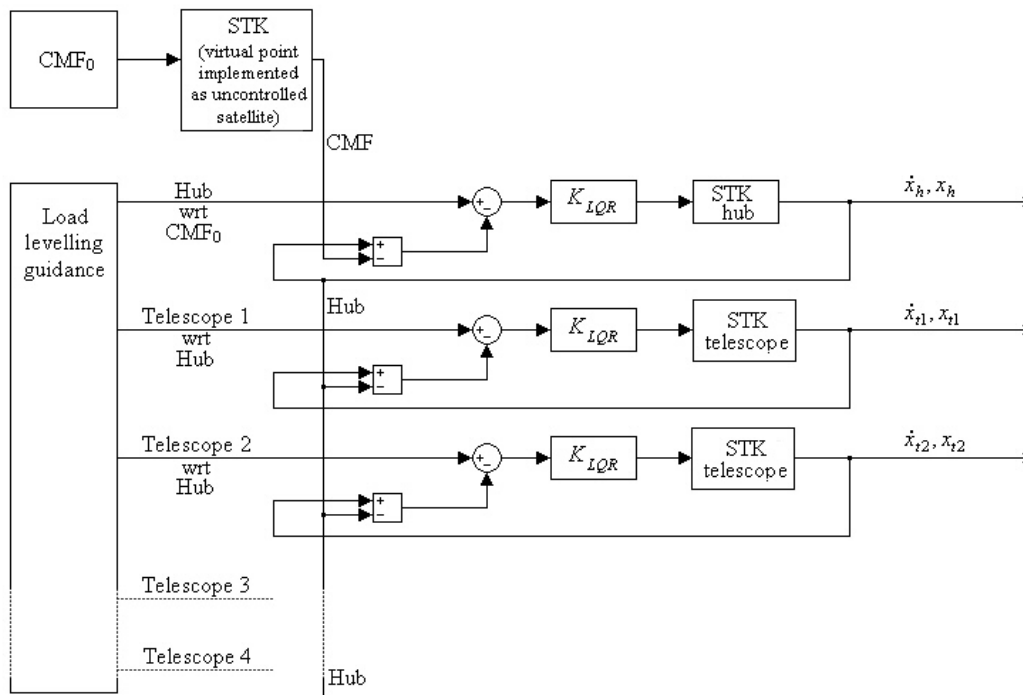 CMF₀
STK
(virtual point
implemented
as uncontrolled
satellite)
CMF
Load
levelling
guidance
Hub
wrt
CMF₀
+
−
+
−
K_LQR
STK
hub
ẋ_h, x_h
Hub
Telescope 1
wrt
Hub
+
−
+
−
K_LQR
STK
telescope
ẋ_t1, x_t1
Telescope 2
wrt
Hub
+
−
+
−
K_LQR
STK
telescope
ẋ_t2, x_t2
Telescope 3
Telescope 4
Hub